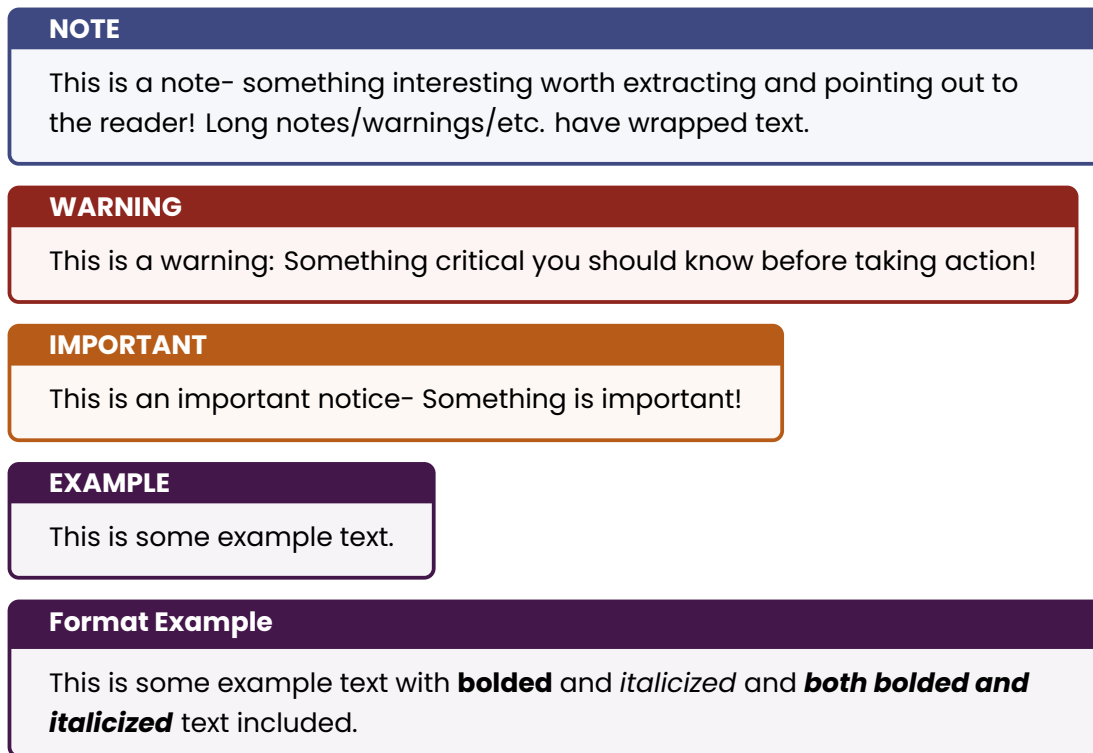 NOTE
This is a note- something interesting worth extracting and pointing out to
the reader! Long notes/warnings/etc. have wrapped text.
WARNING
This is a warning: Something critical you should know before taking action!
IMPORTANT
This is an important notice- Something is important!
EXAMPLE
This is some example text.
Format Example
This is some example text with bolded and italicized and both bolded and
italicized text included.